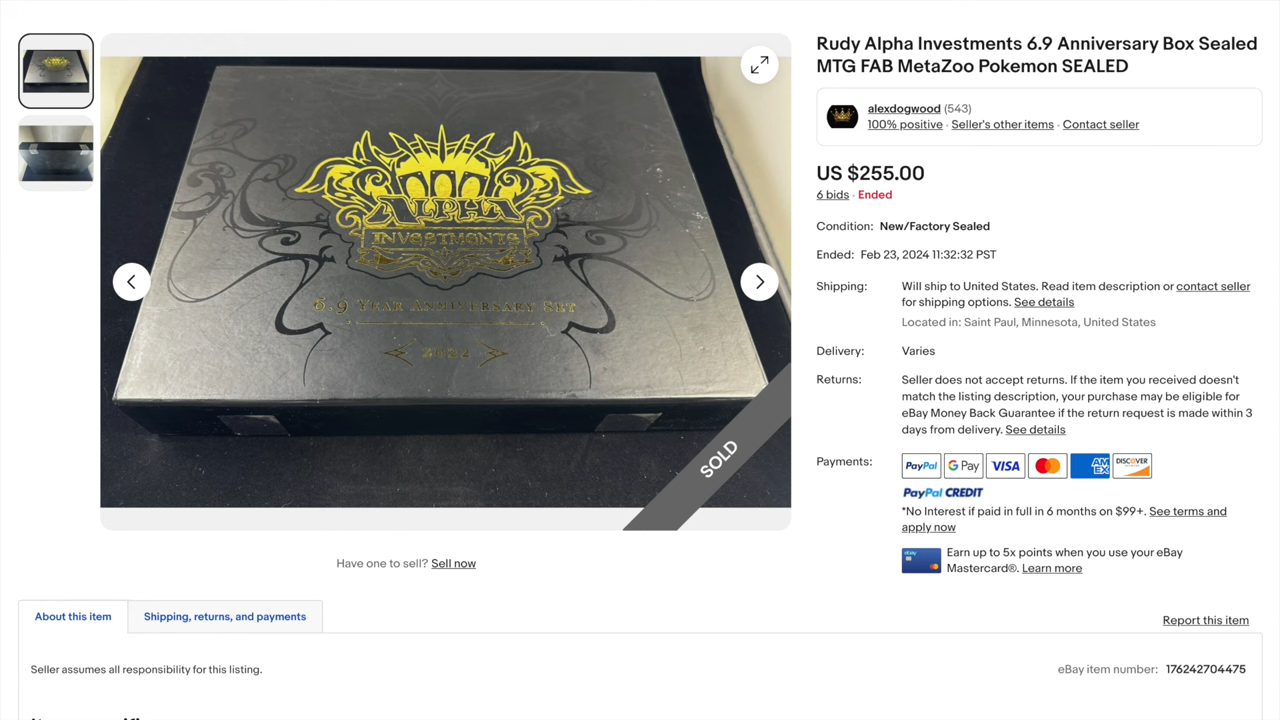 Rudy Alpha Investments 6.9 Anniversary Box Sealed
MTG FAB MetaZoo Pokemon SEALED
alexdogwood (543)
100% positive · Seller's other items · Contact seller
US $255.00
6 bids · Ended
Condition: New/Factory Sealed
Ended: Feb 23, 2024 11:32:32 PST
Shipping: Will ship to United States. Read item description or contact seller
for shipping options. See details
Located in: Saint Paul, Minnesota, United States
Delivery: Varies
Returns: Seller does not accept returns. If the item you received doesn't
match the listing description, your purchase may be eligible for
eBay Money Back Guarantee if the return request is made within 3
days from delivery. See details
Payments: PayPal G Pay VISA AM EX DISCOVER
PayPal CREDIT
*No Interest if paid in full in 6 months on $99+. See terms and
apply now
ebay
Earn up to 5x points when you use your eBay
Mastercard®. Learn more
ALPHA
INVESTMENTS
6.9 YEAR ANNIVERSARY SET
2022
SOLD
Have one to sell? Sell now
About this item
Shipping, returns, and payments
Report this item
Seller assumes all responsibility for this listing.
eBay item number: 176242704475